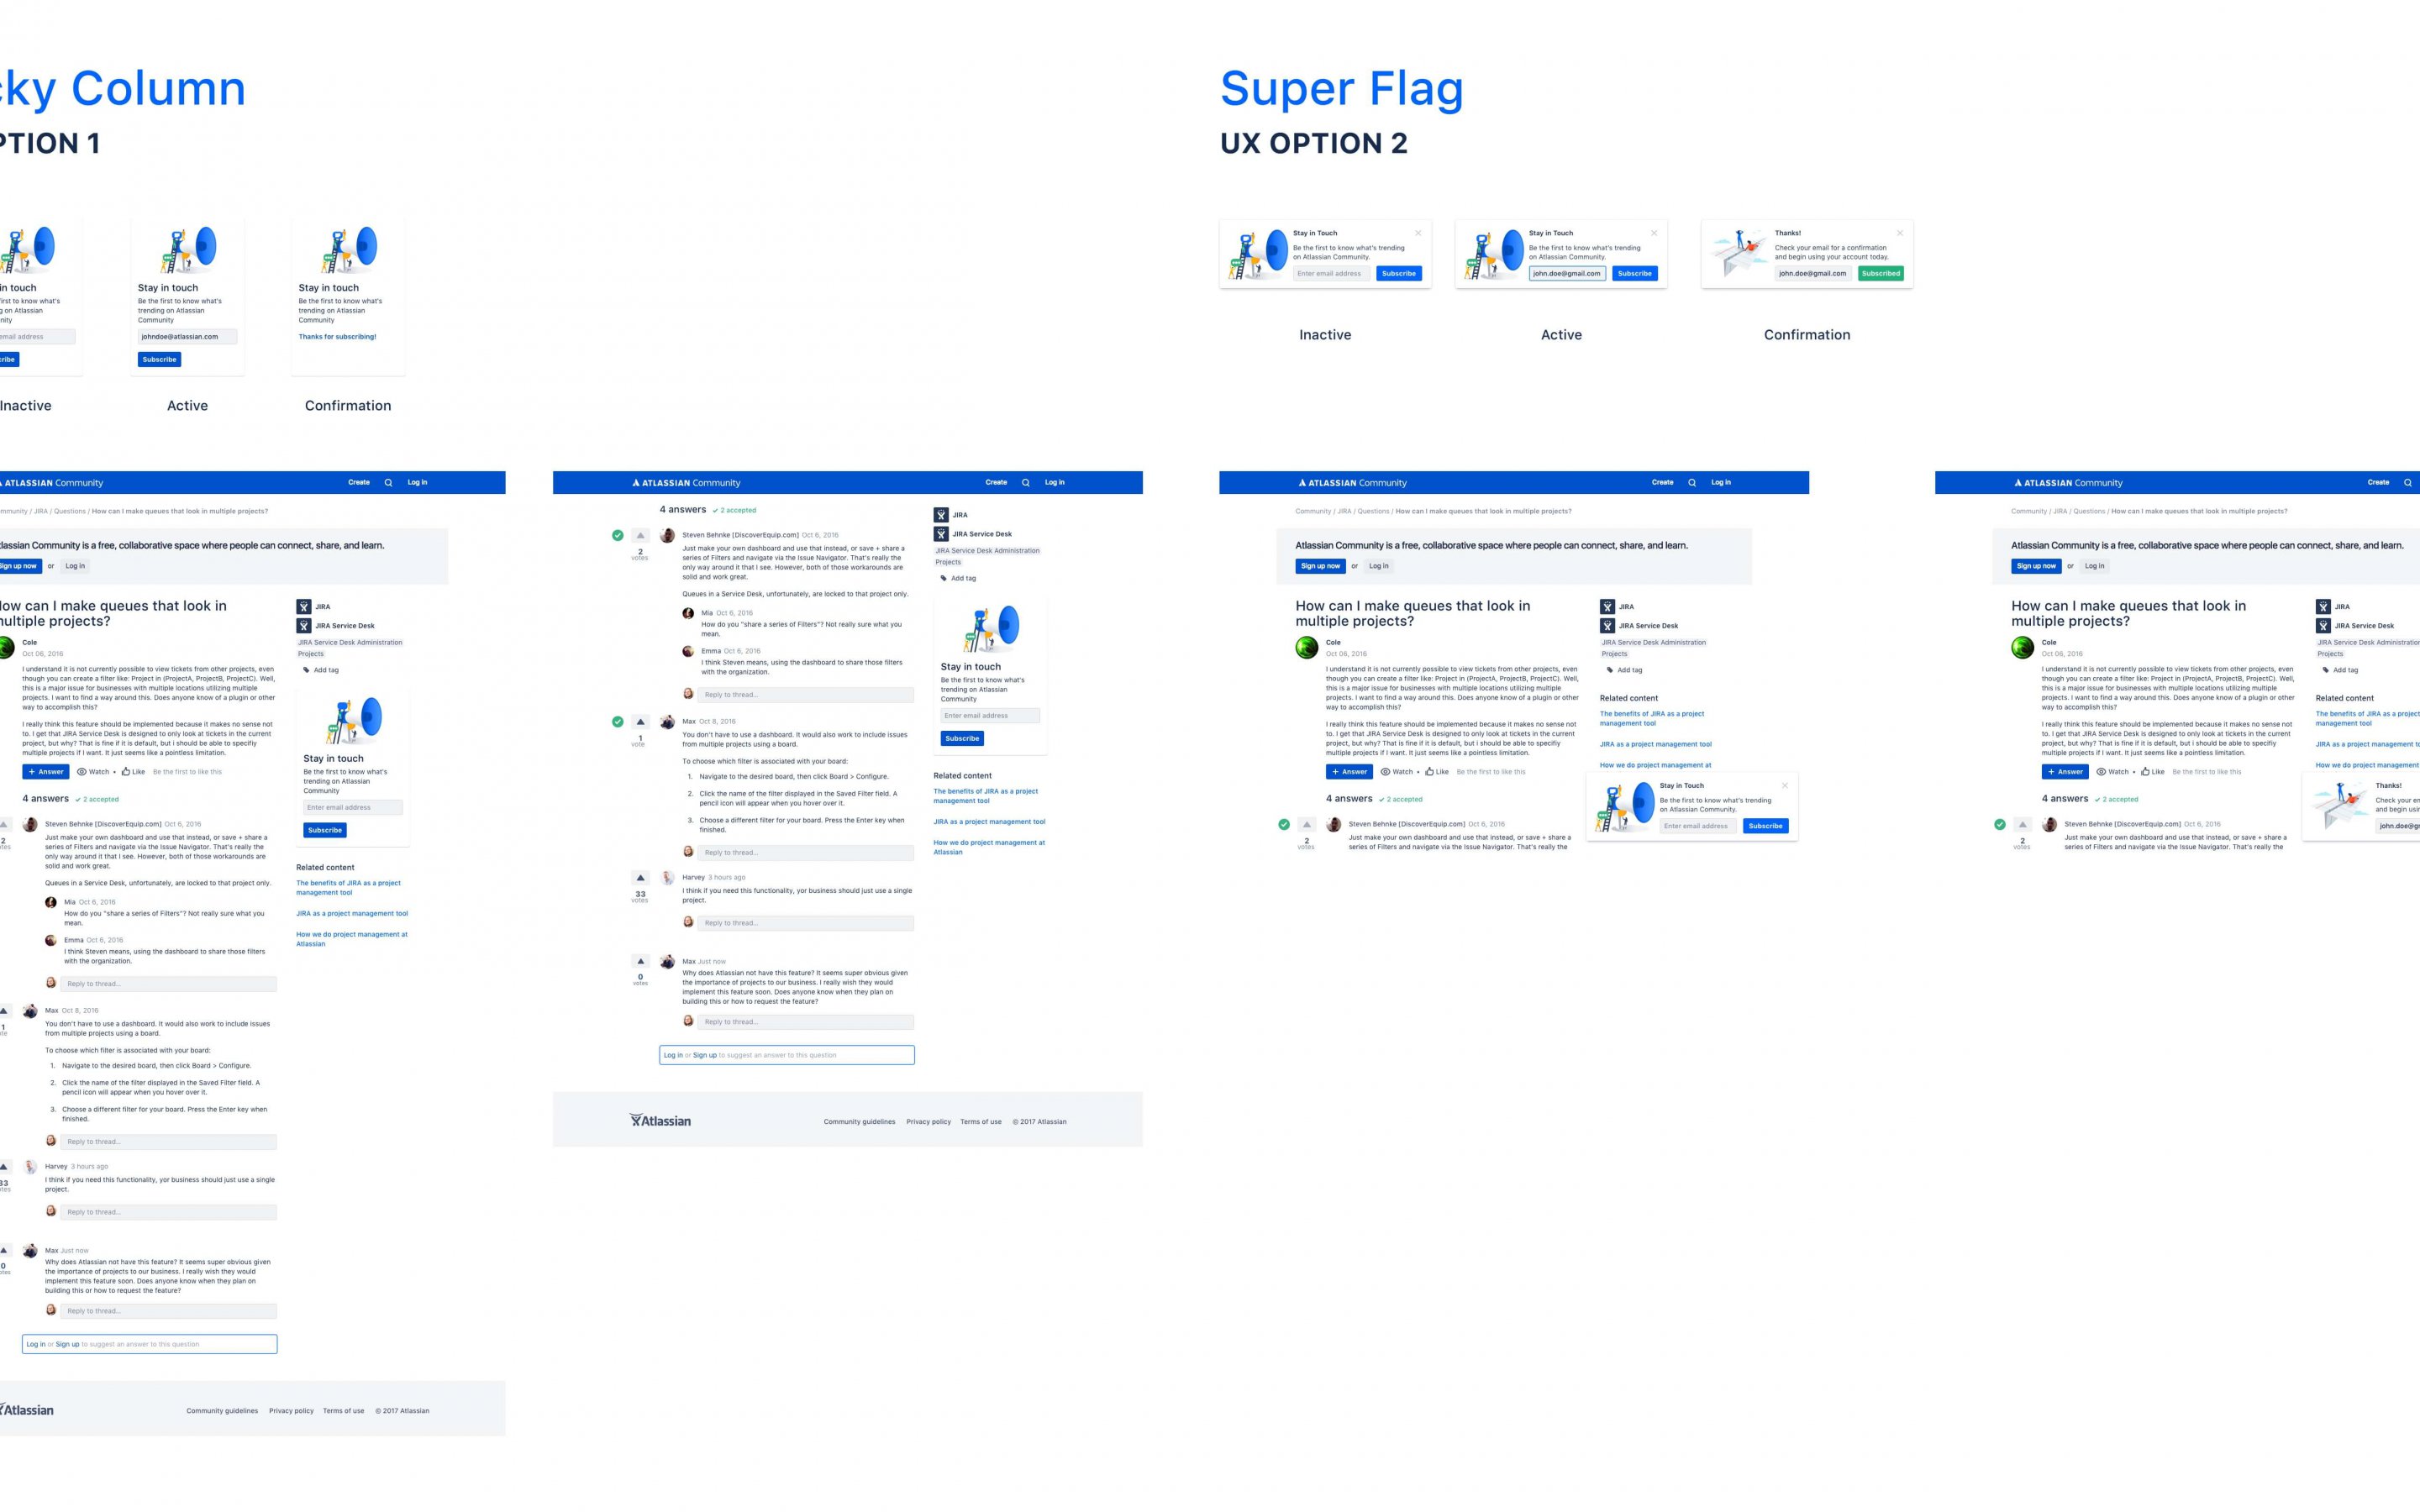 ky Column
PTION 1
in touch
irst to know what's
g on Atlassian
nity
email address
cribe
Inactive
Stay in touch
Be the first to know what's
trending on Atlassian
Community
johndoe@atlassian.com
Subscribe
Active
Stay in touch
Be the first to know what's
trending on Atlassian
Community
Thanks for subscribing!
Confirmation
ATLASSIAN Community
Create
Log in
mmunity / JIRA / Questions / How can I make queues that look in multiple projects?
tlassian Community is a free, collaborative space where people can connect, share, and learn.
Sign up now or Log in
How can I make queues that look in
multiple projects?
Cole
Oct 06, 2016
I understand it is not currently possible to view tickets from other projects, even
though you can create a filter like: Project in (ProjectA, ProjectB, ProjectC). Well,
this is a major issue for businesses with multiple locations utilizing multiple
projects. I want to find a way around this. Does anyone know of a plugin or other
way to accomplish this?
I really think this feature should be implemented because it makes no sense not
to. I get that JIRA Service Desk is designed to only look at tickets in the current
project, but why? That is fine if it is default, but i should be able to specify
multiple projects if I want. It just seems like a pointless limitation.
+ Answer Watch • Like Be the first to like this
4 answers ✓ 2 accepted
2
otes
Steven Behnke [DiscoverEquip.com] Oct 6, 2016
Just make your own dashboard and use that instead, or save + share a
series of Filters and navigate via the Issue Navigator. That's really the
only way around it that I see. However, both of those workarounds are
solid and work great.
Queues in a Service Desk, unfortunately, are locked to that project only.
Mia Oct 6, 2016
How do you "share a series of Filters"? Not really sure what you
mean.
Emma Oct 6, 2016
I think Steven means, using the dashboard to share those filters
with the organization.
Reply to thread...
1
ote
Max Oct 8, 2016
You don't have to use a dashboard. It would also work to include issues
from multiple projects using a board.
To choose which filter is associated with your board:
1. Navigate to the desired board, then click Board > Configure.
2. Click the name of the filter displayed in the Saved Filter field. A
pencil icon will appear when you hover over it.
3. Choose a different filter for your board. Press the Enter key when
finished.
Reply to thread...
33
otes
Harvey 3 hours ago
I think if you need this functionality, yor business should just use a single
project.
Reply to thread...
0
otes
Max Just now
Why does Atlassian not have this feature? It seems super obvious given
the importance of projects to our business. I really wish they would
implement this feature soon. Does anyone know when they plan on
building this or how to request the feature?
Reply to thread...
Log in or Sign up to suggest an answer to this question
JIRA
JIRA Service Desk
JIRA Service Desk Administration
Projects
Add tag
Stay in touch
Be the first to know what's
trending on Atlassian
Community
Enter email address
Subscribe
Related content
The benefits of JIRA as a project
management tool
JIRA as a project management tool
How we do project management at
Atlassian
Atlassian
Community guidelines Privacy policy Terms of use © 2017 Atlassian
ATLASSIAN Community
Create
Log in
4 answers ✓ 2 accepted
2
votes
Steven Behnke [DiscoverEquip.com] Oct 6, 2016
Just make your own dashboard and use that instead, or save + share a
series of Filters and navigate via the Issue Navigator. That's really the
only way around it that I see. However, both of those workarounds are
solid and work great.
Queues in a Service Desk, unfortunately, are locked to that project only.
Mia Oct 6, 2016
How do you "share a series of Filters"? Not really sure what you
mean.
Emma Oct 6, 2016
I think Steven means, using the dashboard to share those filters
with the organization.
Reply to thread...
1
vote
Max Oct 8, 2016
You don't have to use a dashboard. It would also work to include issues
from multiple projects using a board.
To choose which filter is associated with your board:
1. Navigate to the desired board, then click Board > Configure.
2. Click the name of the filter displayed in the Saved Filter field. A
pencil icon will appear when you hover over it.
3. Choose a different filter for your board. Press the Enter key when
finished.
Reply to thread...
33
votes
Harvey 3 hours ago
I think if you need this functionality, yor business should just use a single
project.
Reply to thread...
0
votes
Max Just now
Why does Atlassian not have this feature? It seems super obvious given
the importance of projects to our business. I really wish they would
implement this feature soon. Does anyone know when they plan on
building this or how to request the feature?
Reply to thread...
Log in or Sign up to suggest an answer to this question
JIRA
JIRA Service Desk
JIRA Service Desk Administration
Projects
Add tag
Stay in touch
Be the first to know what's
trending on Atlassian
Community
Enter email address
Subscribe
Related content
The benefits of JIRA as a project
management tool
JIRA as a project management tool
How we do project management at
Atlassian
Atlassian
Community guidelines Privacy policy Terms of use © 2017 Atlassian
Super Flag
UX OPTION 2
Stay in Touch
Be the first to know what's trending
on Atlassian Community.
Enter email address Subscribe
Inactive
Stay in Touch
Be the first to know what's trending
on Atlassian Community.
john.doe@gmail.com Subscribe
Active
Thanks!
Check your email for a confirmation
and begin using your account today.
john.doe@gmail.com Subscribed
Confirmation
ATLASSIAN Community
Create
Log in
Community / JIRA / Questions / How can I make queues that look in multiple projects?
Atlassian Community is a free, collaborative space where people can connect, share, and learn.
Sign up now or Log in
How can I make queues that look in
multiple projects?
Cole
Oct 06, 2016
I understand it is not currently possible to view tickets from other projects, even
though you can create a filter like: Project in (ProjectA, ProjectB, ProjectC). Well,
this is a major issue for businesses with multiple locations utilizing multiple
projects. I want to find a way around this. Does anyone know of a plugin or other
way to accomplish this?
I really think this feature should be implemented because it makes no sense not
to. I get that JIRA Service Desk is designed to only look at tickets in the current
project, but why? That is fine if it is default, but i should be able to specify
multiple projects if I want. It just seems like a pointless limitation.
+ Answer Watch • Like Be the first to like this
4 answers ✓ 2 accepted
2
votes
Steven Behnke [DiscoverEquip.com] Oct 6, 2016
Just make your own dashboard and use that instead, or save + share a
series of Filters and navigate via the Issue Navigator. That's really the
JIRA
JIRA Service Desk
JIRA Service Desk Administration
Projects
Add tag
Related content
The benefits of JIRA as a project
management tool
JIRA as a project management tool
How we do project management at
Stay in Touch
Be the first to know what's trending
on Atlassian Community.
Enter email address Subscribe
ATLASSIAN Community
Create
Community / JIRA / Questions / How can I make queues that look in multiple projects?
Atlassian Community is a free, collaborative space where people can connect, share, and learn.
Sign up now or Log in
How can I make queues that look in
multiple projects?
Cole
Oct 06, 2016
I understand it is not currently possible to view tickets from other projects, even
though you can create a filter like: Project in (ProjectA, ProjectB, ProjectC). Well,
this is a major issue for businesses with multiple locations utilizing multiple
projects. I want to find a way around this. Does anyone know of a plugin or other
way to accomplish this?
I really think this feature should be implemented because it makes no sense not
to. I get that JIRA Service Desk is designed to only look at tickets in the current
project, but why? That is fine if it is default, but i should be able to specify
multiple projects if I want. It just seems like a pointless limitation.
+ Answer Watch • Like Be the first to like this
4 answers ✓ 2 accepted
2
votes
Steven Behnke [DiscoverEquip.com] Oct 6, 2016
Just make your own dashboard and use that instead, or save + share a
series of Filters and navigate via the Issue Navigator. That's really the
JIRA
JIRA Service Desk
JIRA Service Desk Administration
Projects
Add tag
Related content
The benefits of JIRA as a project
management tool
JIRA as a project management to
How we do project management
Thanks!
Check your em
and begin usin
john.doe@gm